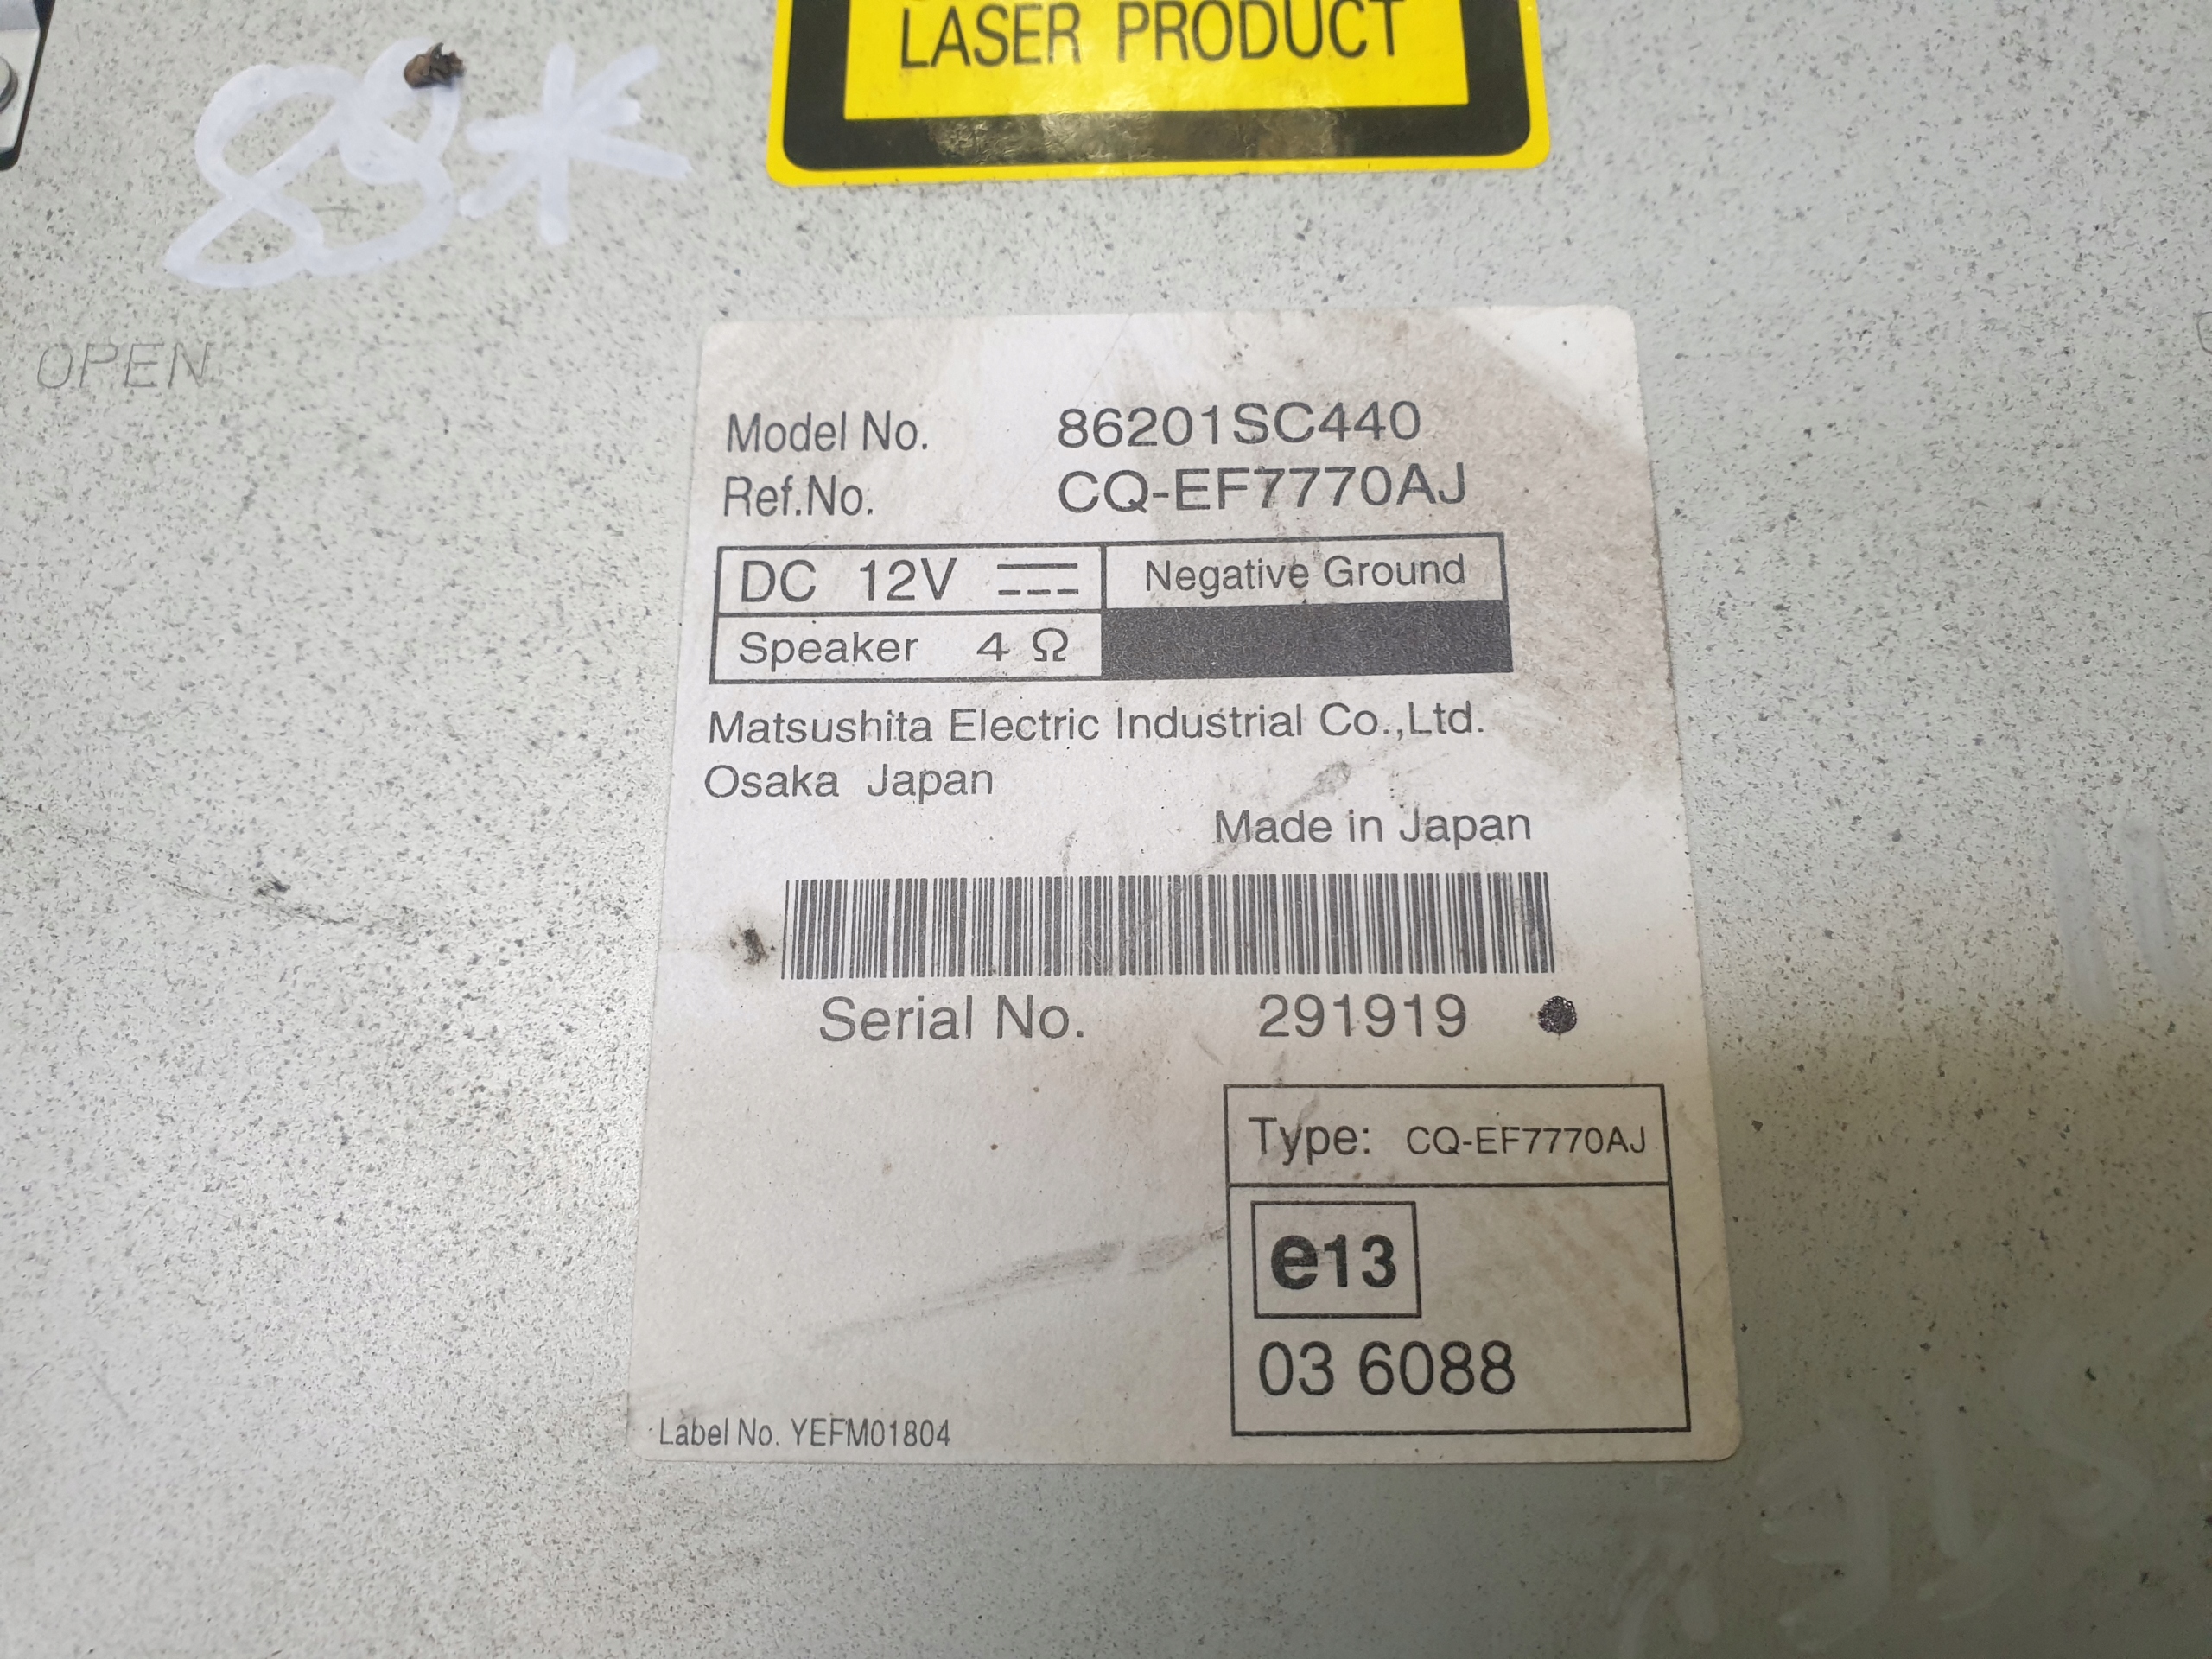 LASER PRODUCT
89*
OPEN
Model No. 86201SC440
Ref.No. CQ-EF7770AJ
DC 12V Negative Ground
Speaker 4 Ω
Matsushita Electric Industrial Co.,Ltd.
Osaka Japan
Made in Japan
Serial No. 291919
Type: CQ-EF7770AJ
e13
03 6088
Label No. YEFM01804